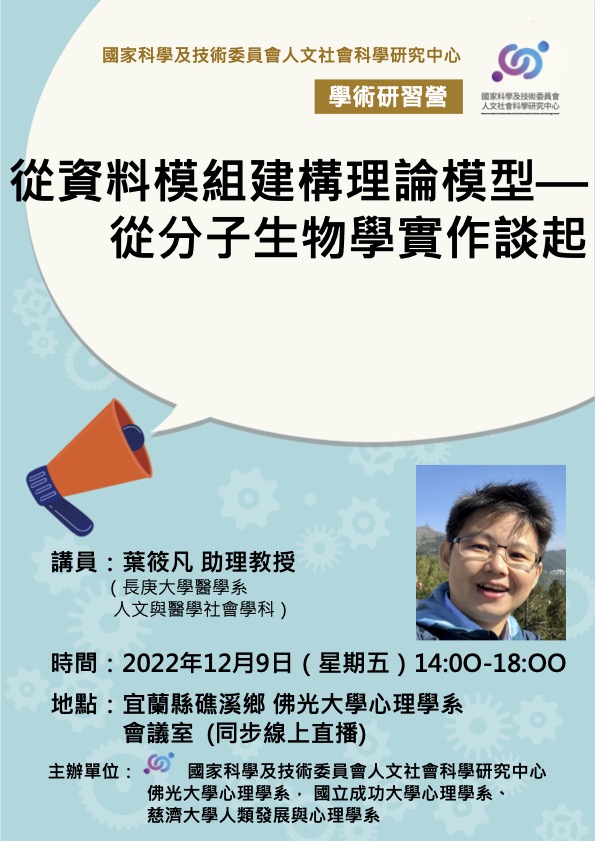 國家科學及技術委員會人文社會科學研究中心
國家科學及技術委員會
人文社會科學研究中心
學術研習營
從資料模組建構理論模型—
從分子生物學實作談起
講員：葉筱凡 助理教授
（長庚大學醫學系
人文與醫學社會學科）
時間：2022年12月9日（星期五）14:00-18:00
地點：宜蘭縣礁溪鄉 佛光大學心理學系
會議室 (同步線上直播)
主辦單位： 國家科學及技術委員會人文社會科學研究中心
佛光大學心理學系， 國立成功大學心理學系、
慈濟大學人類發展與心理學系